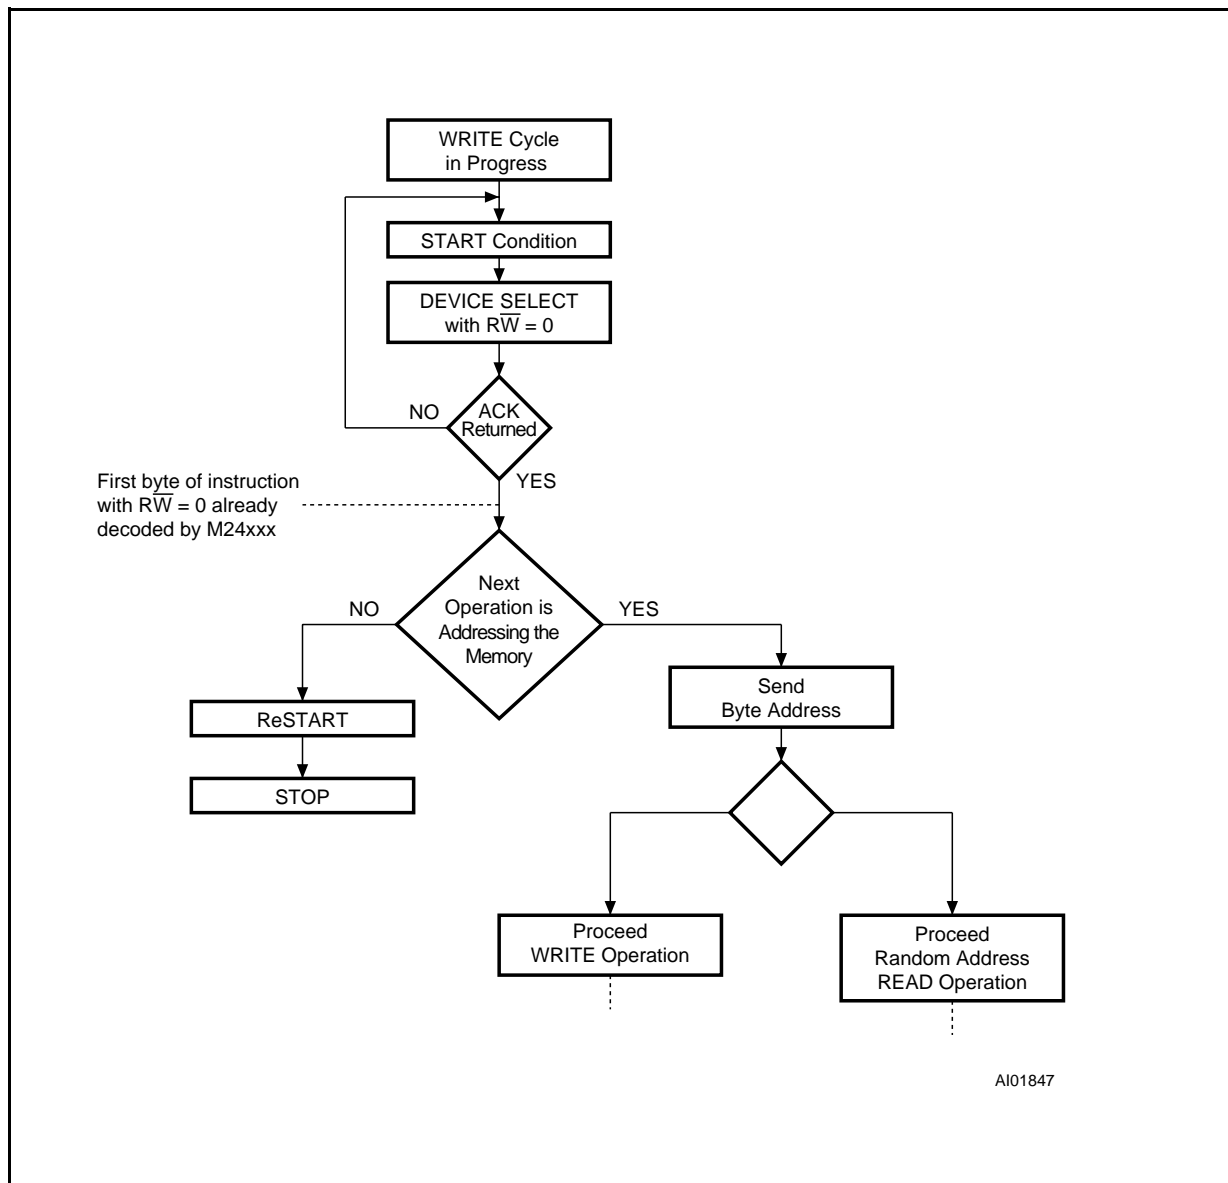 WRITE Cycle
in Progress
START Condition
DEVICE SELECT
with RW̅ = 0
NO
ACK
Returned
YES
First byte of instruction
with RW̅ = 0 already
decoded by M24xxx
Next
Operation is
Addressing the
Memory
NO
YES
Send
Byte Address
ReSTART
STOP
Proceed
WRITE Operation
Proceed
Random Address
READ Operation
AI01847